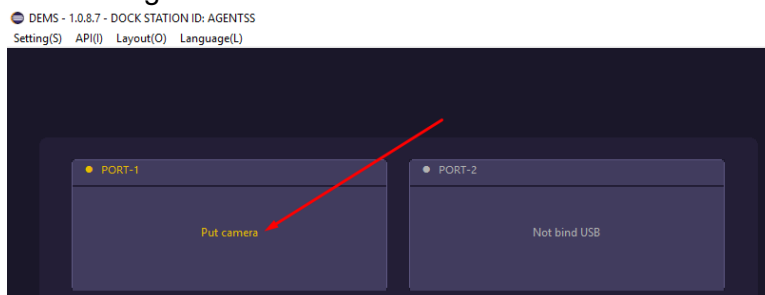 DEMS - 1.0.8.7 - DOCK STATION ID: AGENTSS
Setting(S) API(I) Layout(O) Language(L)
PORT-1 PORT-2
Put camera Not bind USB